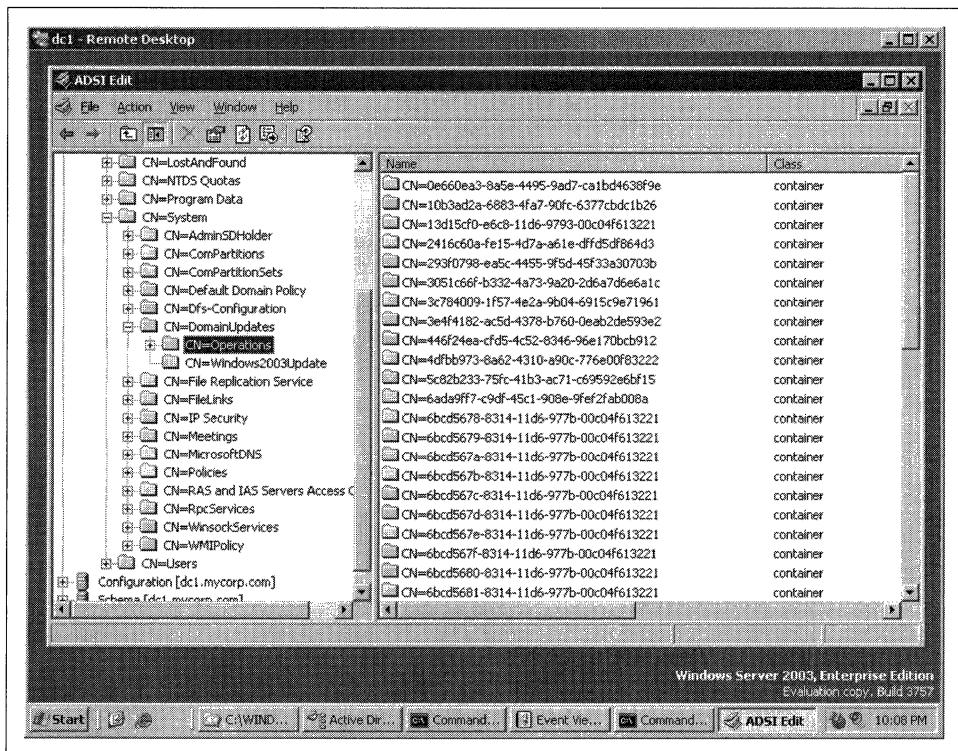 dc1 - Remote Desktop
ADSI Edit
File Action View Window Help
CN=LostAndFound
CN=NTDS Quotas
CN=Program Data
CN=System
CN=AdminSDHolder
CN=ComPartitions
CN=ComPartitionSets
CN=Default Domain Policy
CN=Dfs-Configuration
CN=DomainUpdates
CN=Operations
CN=Windows2003Update
CN=File Replication Service
CN=FileLinks
CN=IP Security
CN=Meetings
CN=MicrosoftDNS
CN=Policies
CN=RAS and IAS Servers Access C
CN=RpcServices
CN=WinsockServices
CN=WMIPolicy
CN=Users
Configuration [dc1.mycorp.com]
Schema [dc1.mycorp.com]
Name Class
CN=0e660ea3-8a5e-4495-9ad7-ca1bd4638f9e container
CN=10b3ad2a-6883-4fa7-90fc-6377cbdc1b26 container
CN=13d15cf0-e6c8-11d6-9793-00c04f613221 container
CN=2416c60a-fe15-4d7a-a61e-dffd5df864d3 container
CN=293f0798-ea5c-4455-9f5d-45f33a30703b container
CN=3051c66f-b332-4a73-9a20-2d6a7d6e6a1c container
CN=3c784009-1f57-4e2a-9b04-6915c9e71961 container
CN=3e4f4182-ac5d-4378-b760-0eab2de593e2 container
CN=446f24ea-cfd5-4c52-8346-96e170bcb912 container
CN=4dfbb973-8a62-4310-a90c-776e00f83222 container
CN=5c82b233-75fc-41b3-ac71-c69592e6bf15 container
CN=6ada9ff7-c9df-45c1-908e-9fef2fab008a container
CN=6bcd5678-8314-11d6-977b-00c04f613221 container
CN=6bcd5679-8314-11d6-977b-00c04f613221 container
CN=6bcd567a-8314-11d6-977b-00c04f613221 container
CN=6bcd567b-8314-11d6-977b-00c04f613221 container
CN=6bcd567c-8314-11d6-977b-00c04f613221 container
CN=6bcd567d-8314-11d6-977b-00c04f613221 container
CN=6bcd567e-8314-11d6-977b-00c04f613221 container
CN=6bcd567f-8314-11d6-977b-00c04f613221 container
CN=6bcd5680-8314-11d6-977b-00c04f613221 container
CN=6bcd5681-8314-11d6-977b-00c04f613221 container
Windows Server 2003, Enterprise Edition
Evaluation copy. Build 3757
Start C:\WIND... Active Dir... Command... Event Vie... Command... ADSI Edit 10:08 PM